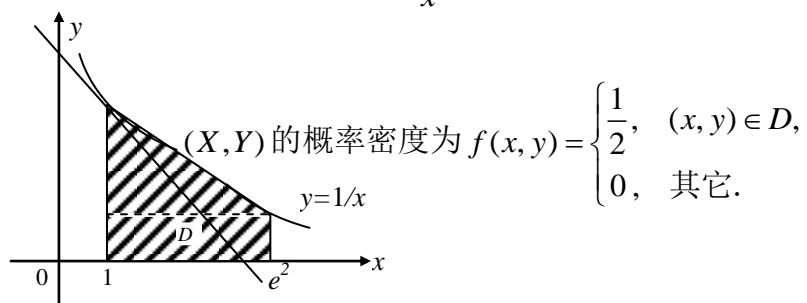 x
y
(X,Y)的概率密度为 f(x,y)={1/2, (x,y)∈D,
0, 其它.
y=1/x
D
0 1 e² x